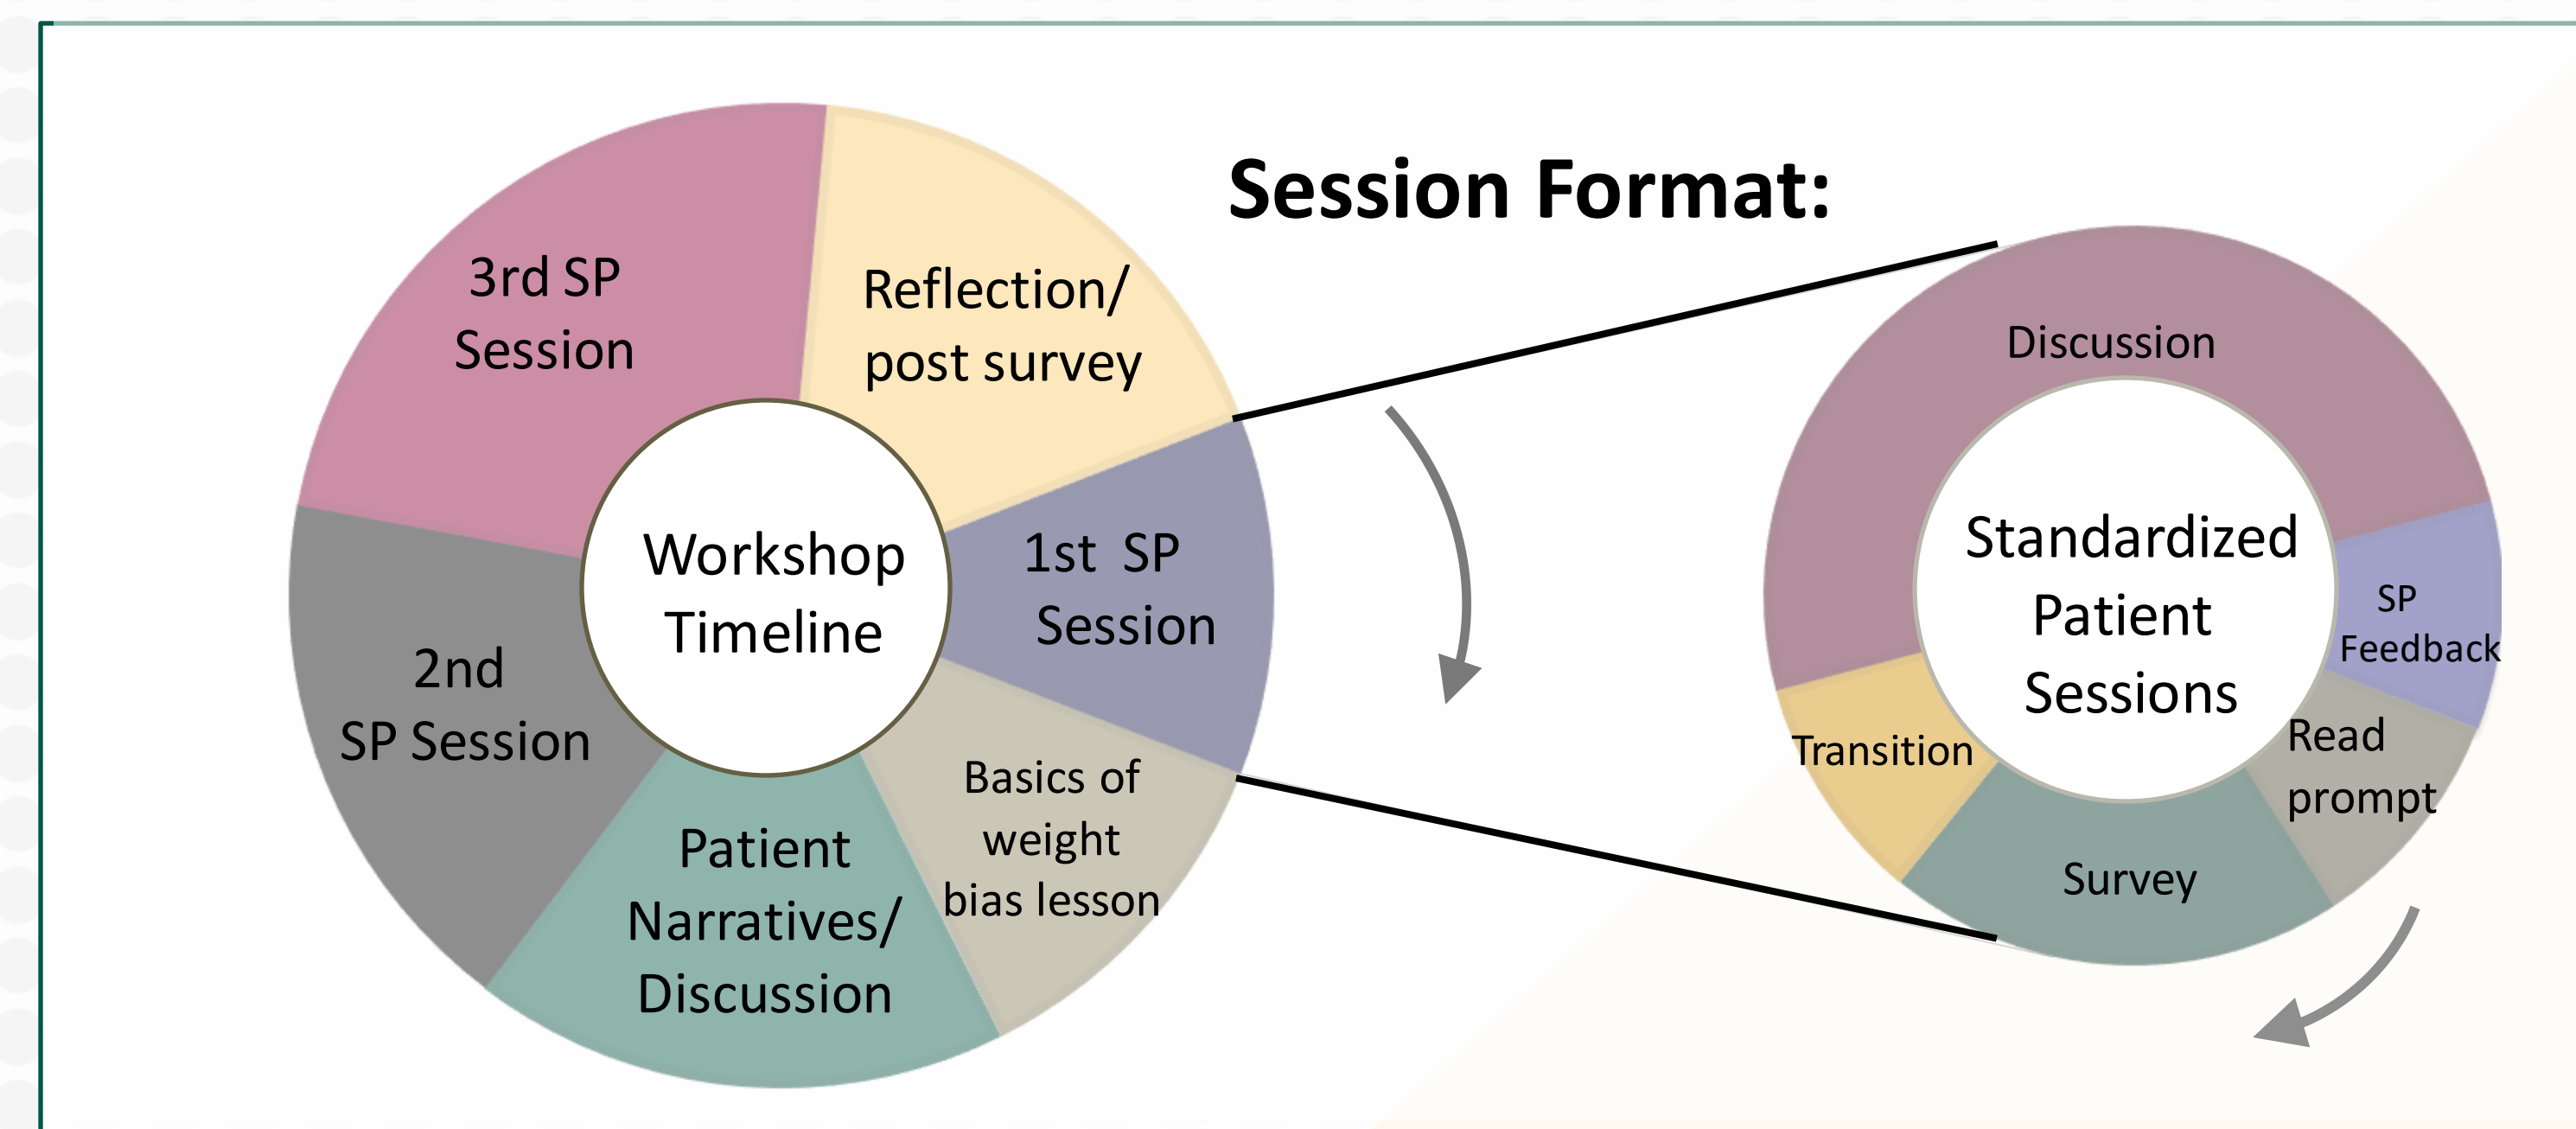 Session Format:
3rd SP
Session
Reflection/
post survey
1st SP
Session
Basics of
weight
bias lesson
Patient
Narratives/
Discussion
2nd
SP Session
Workshop
Timeline
Discussion
SP
Feedback
Read
prompt
Survey
Transition
Standardized
Patient
Sessions